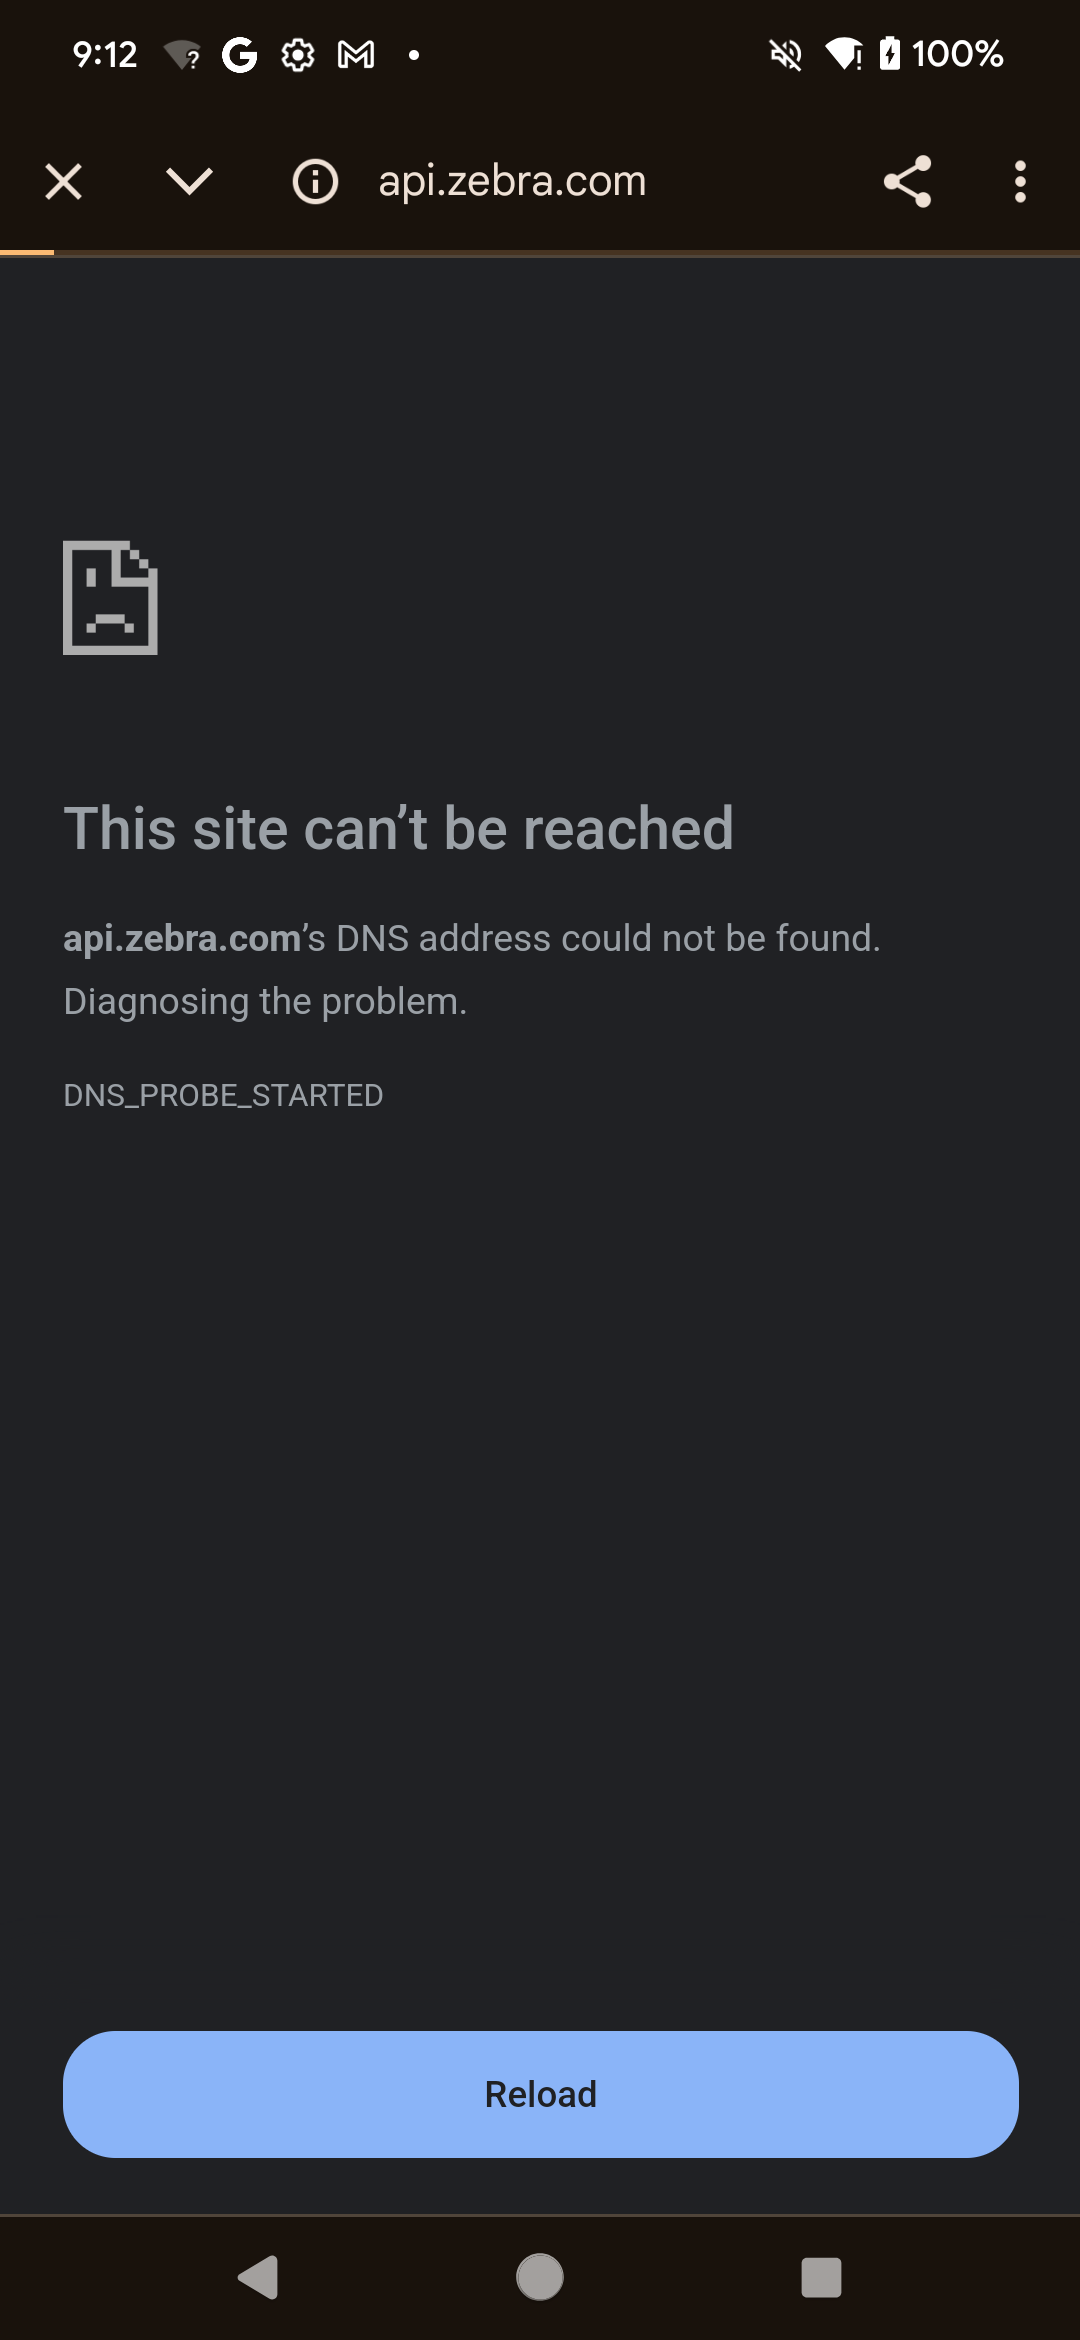 9:12
100%
api.zebra.com
This site can’t be reached
api.zebra.com’s DNS address could not be found.
Diagnosing the problem.
DNS_PROBE_STARTED
Reload